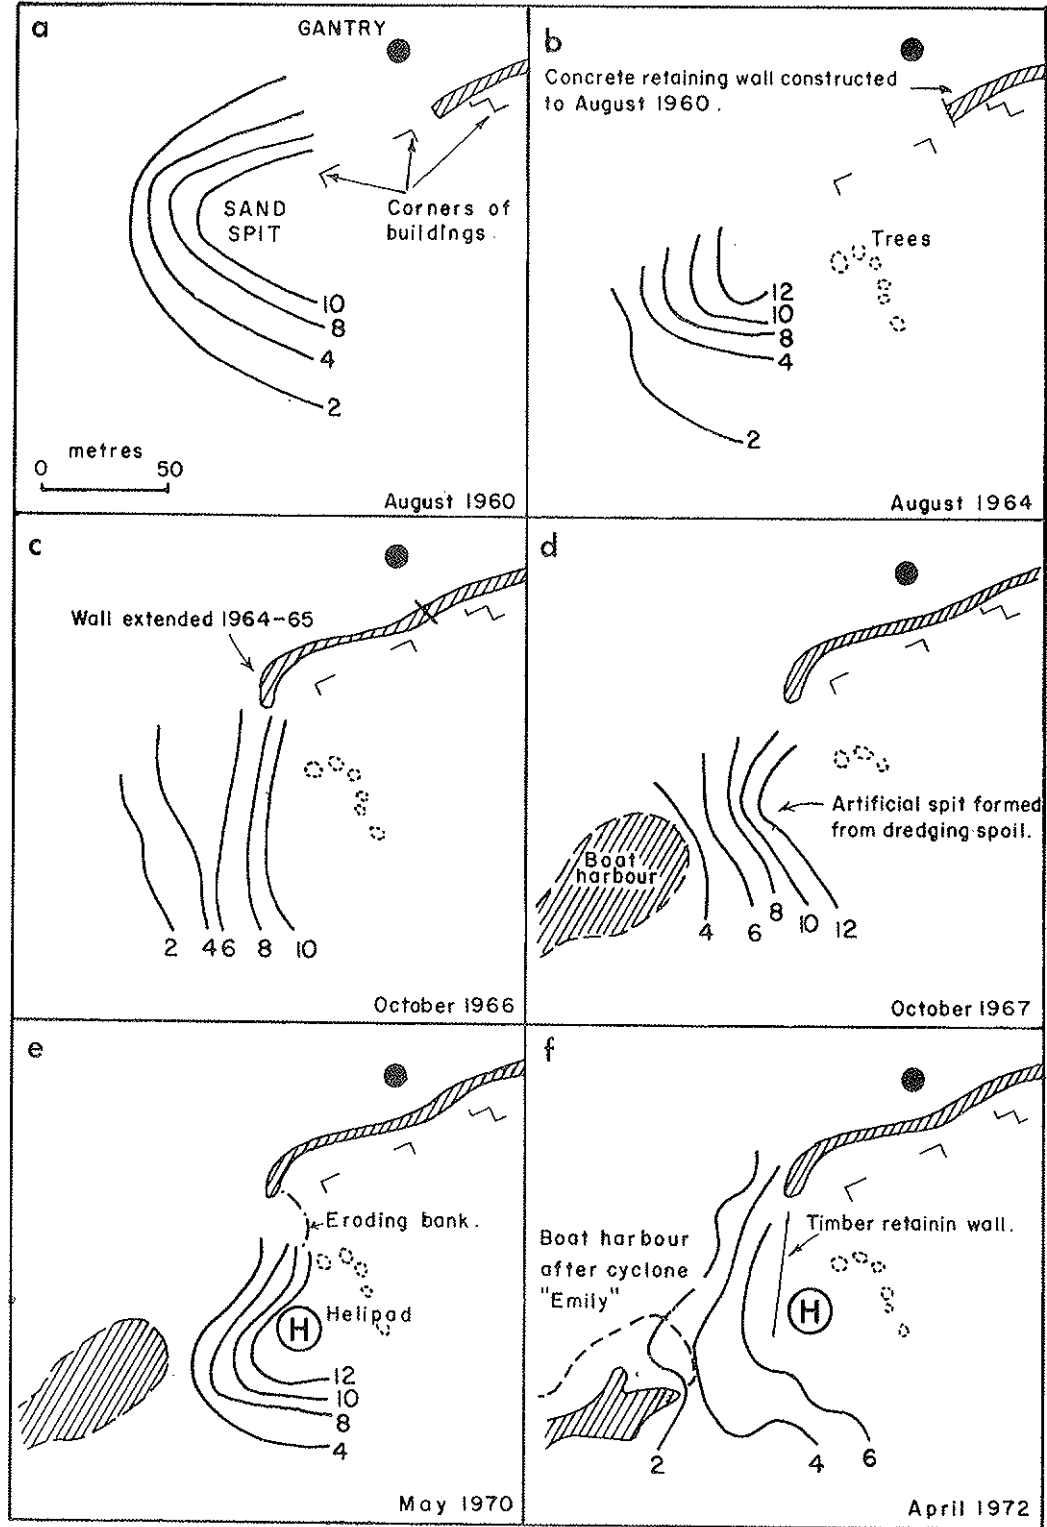 a
GANTRY
SAND
SPIT
Corners of
buildings
10
8
4
2
metres
0 50
August 1960
b
Concrete retaining wall constructed
to August 1960.
Trees
12
10
8
4
2
August 1964
c
Wall extended 1964-65
2 4 6 8 10
October 1966
d
Artificial spit formed
from dredging spoil.
Boat
harbour
4 6 8 10 12
October 1967
e
Eroding bank.
H Helipad
12
10
8
4
May 1970
f
Timber retainin wall.
Boat harbour
after cyclone
"Emily"
H
2 4 6
April 1972